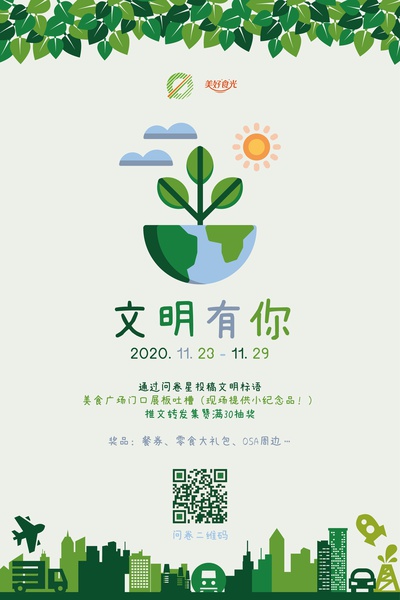 美好食光
文明有你
2020. 11. 23 - 11. 29
通过问卷星投稿文明标语
美食广场门口展板吐槽（现场提供小纪念品！）
推文转发集赞满30抽奖
奖品：餐券、零食大礼包、OSA周边…
问卷二维码